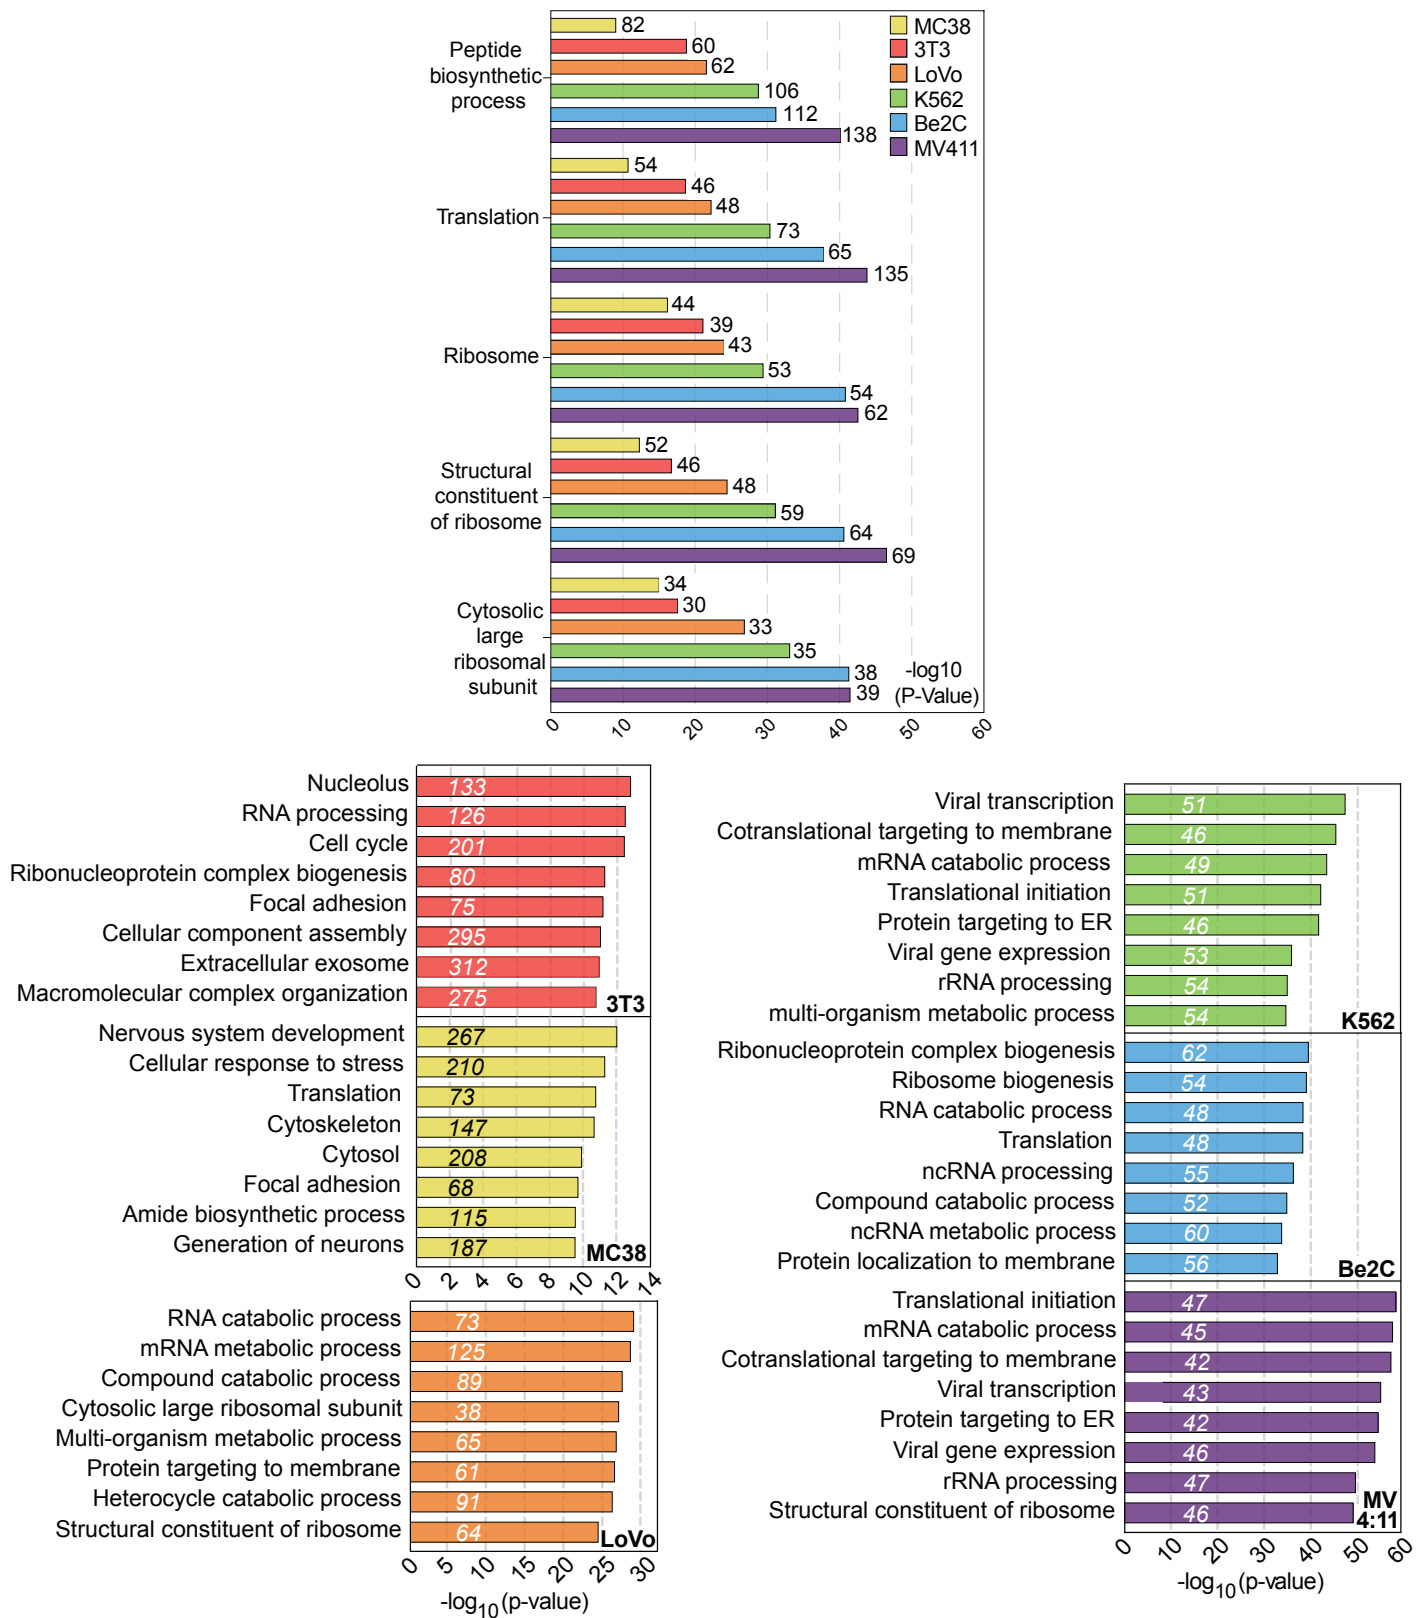 Peptide
biosynthetic
process
82
60
62
106
112
138
MC38
3T3
LoVo
K562
Be2C
MV411
Translation
54
46
48
73
65
135
Ribosome
44
39
43
53
54
62
Structural
constituent
of ribosome
52
46
48
59
64
69
Cytosolic
large
ribosomal
subunit
34
30
33
35
38
39
-log10
(P-Value)
0 10 20 30 40 50 60
Nucleolus 133
RNA processing 126
Cell cycle 201
Ribonucleoprotein complex biogenesis 80
Focal adhesion 75
Cellular component assembly 295
Extracellular exosome 312
Macromolecular complex organization 275
3T3
Nervous system development 267
Cellular response to stress 210
Translation 73
Cytoskeleton 147
Cytosol 208
Focal adhesion 68
Amide biosynthetic process 115
Generation of neurons 187
MC38
0 2 4 6 8 10 12 14
RNA catabolic process 73
mRNA metabolic process 125
Compound catabolic process 89
Cytosolic large ribosomal subunit 38
Multi-organism metabolic process 65
Protein targeting to membrane 61
Heterocycle catabolic process 91
Structural constituent of ribosome 64
LoVo
0 5 10 15 20 25 30
-log10(p-value)
Viral transcription 51
Cotranslational targeting to membrane 46
mRNA catabolic process 49
Translational initiation 51
Protein targeting to ER 46
Viral gene expression 53
rRNA processing 54
multi-organism metabolic process 54
K562
Ribonucleoprotein complex biogenesis 62
Ribosome biogenesis 54
RNA catabolic process 48
Translation 48
ncRNA processing 55
Compound catabolic process 52
ncRNA metabolic process 60
Protein localization to membrane 56
Be2C
Translational initiation 47
mRNA catabolic process 45
Cotranslational targeting to membrane 42
Viral transcription 43
Protein targeting to ER 42
Viral gene expression 46
rRNA processing 47
Structural constituent of ribosome 46
MV
4:11
0 10 20 30 40 50 60
-log10(p-value)